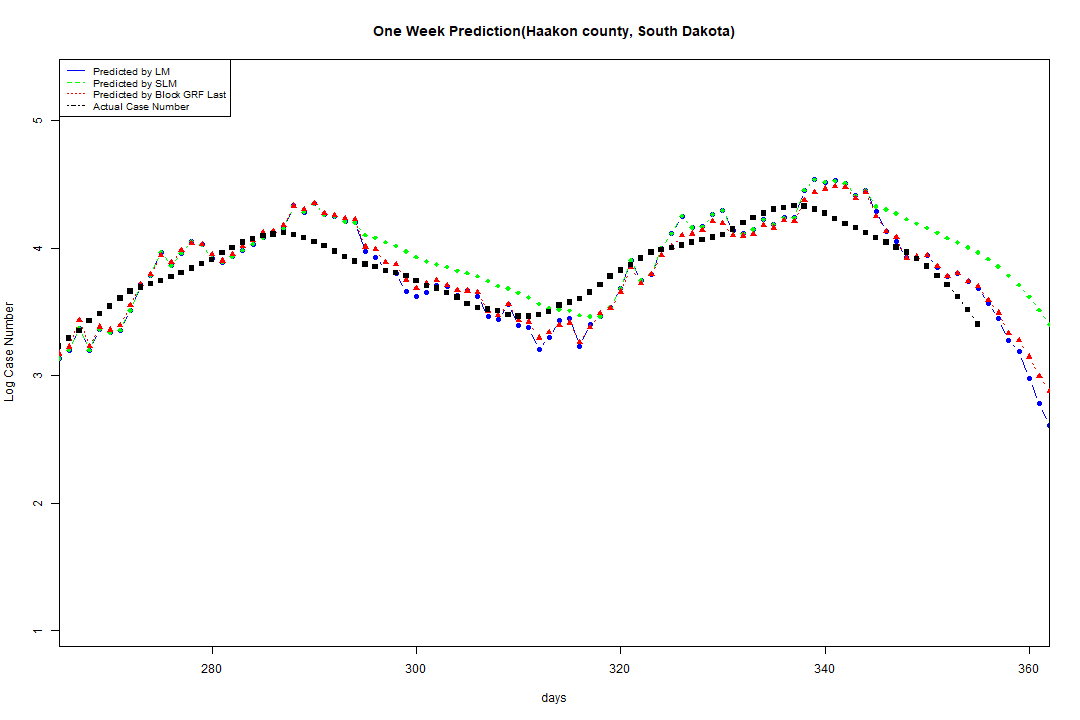 One Week Prediction(Haakon county, South Dakota)
Predicted by LM
Predicted by SLM
Predicted by Block GRF Last
Actual Case Number
5
4
3
2
1
Log Case Number
280 300 320 340 360
days